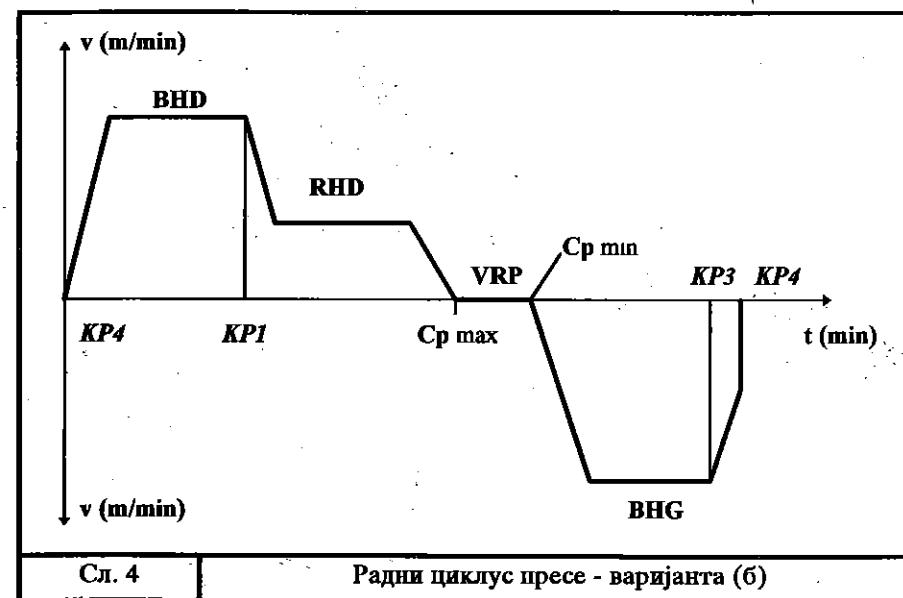 v (m/min)
BHD
RHD
Cp min
VRP
KP3 KP4
KP4 KP1 Cp max t (min)
v (m/min)
BHG
Сл. 4 Радни циклус пресе - варијанта (б)